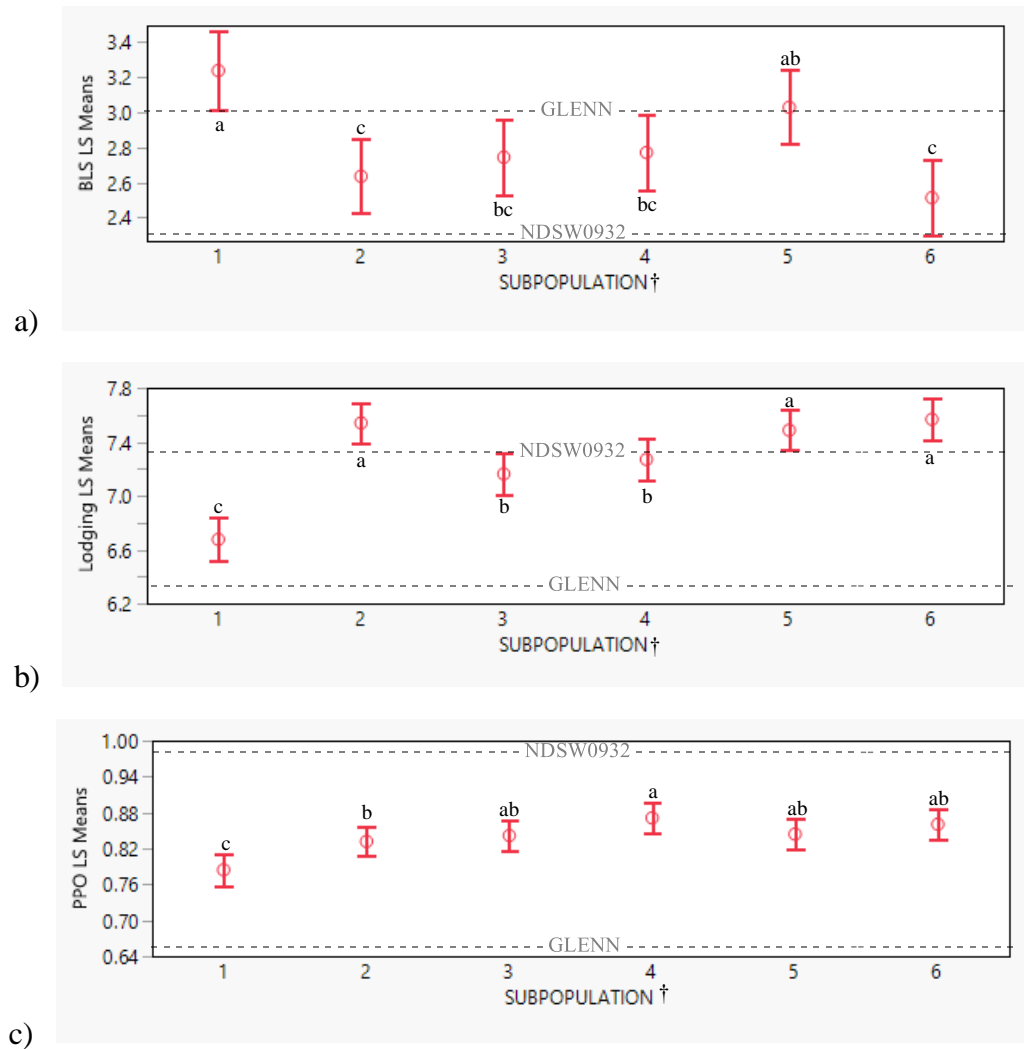 3.4
3.2
3.0
2.8
2.6
2.4
BLS LS Means
GLENN
NDSW0932
a
c
bc
bc
ab
c
1 2 3 4 5 6
SUBPOPULATION †
a)
7.8
7.4
7.0
6.6
6.2
Lodging LS Means
NDSW0932
GLENN
c
a
b
b
a
a
1 2 3 4 5 6
SUBPOPULATION †
b)
1.00
0.94
0.88
0.82
0.76
0.70
0.64
PPO LS Means
NDSW0932
GLENN
c
b
ab
a
ab
ab
1 2 3 4 5 6
SUBPOPULATION †
c)